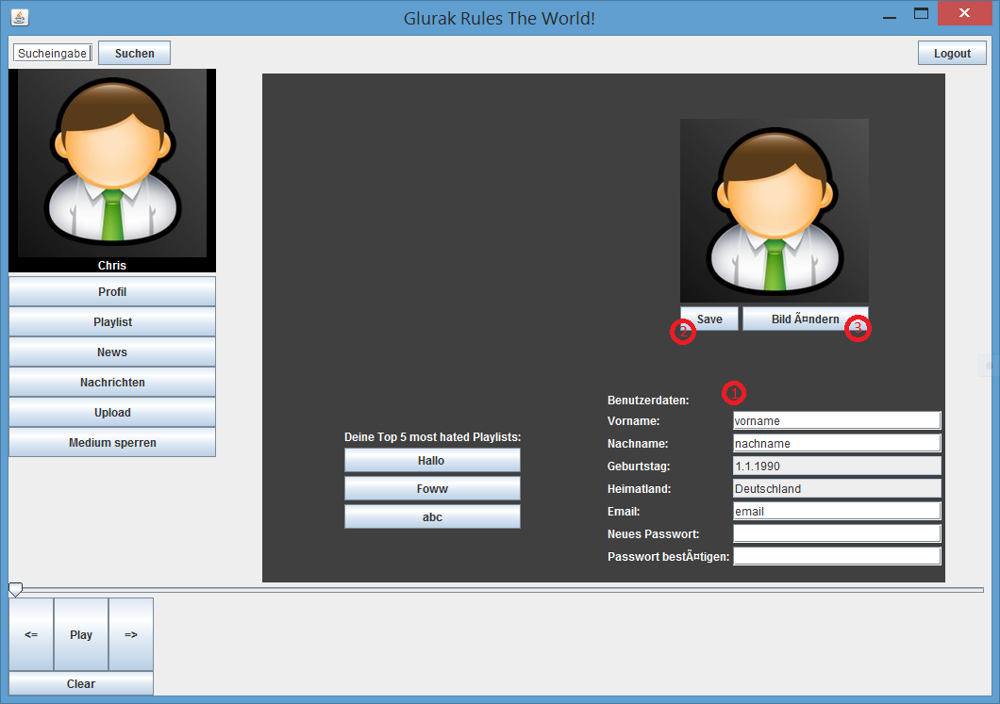 Glurak Rules The World!
Sucheingabe
Suchen
Logout
Chris
Profil
Playlist
News
Nachrichten
Upload
Medium sperren
Save
Bild Ã¤ndern
2
3
1
Benutzerdaten:
Vorname:
vorname
Nachname:
nachname
Geburtstag:
1.1.1990
Heimatland:
Deutschland
Email:
email
Neues Passwort:
Passwort bestÃ¤tigen:
Deine Top 5 most hated Playlists:
Hallo
Foww
abc
<=
Play
=>
Clear